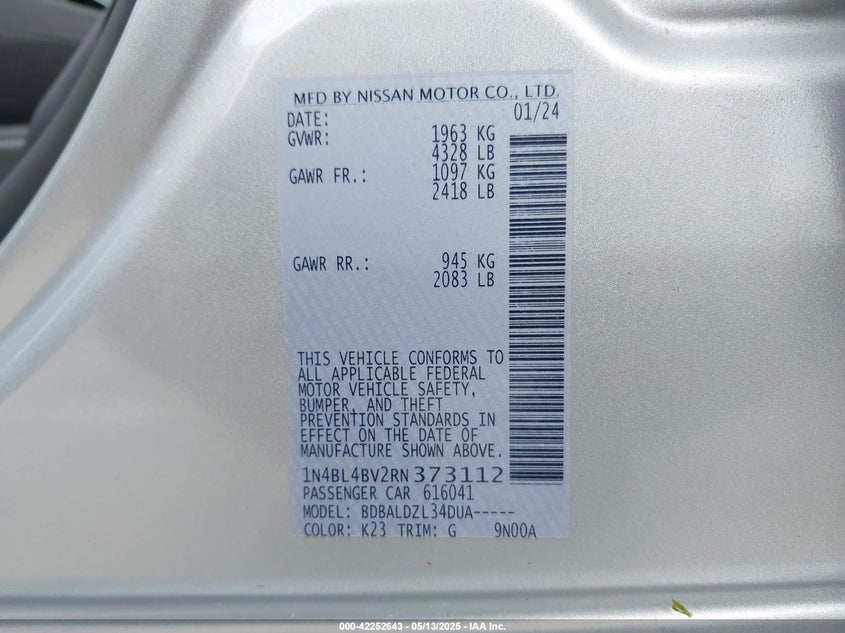 MFD BY NISSAN MOTOR CO., LTD.
DATE: 01/24
GVWR: 1963 KG
4328 LB
GAWR FR.: 1097 KG
2418 LB
GAWR RR.: 945 KG
2083 LB
THIS VEHICLE CONFORMS TO
ALL APPLICABLE FEDERAL
MOTOR VEHICLE SAFETY,
BUMPER, AND THEFT
PREVENTION STANDARDS IN
EFFECT ON THE DATE OF
MANUFACTURE SHOWN ABOVE.
1N4BL4BV2RN373112
PASSENGER CAR 616041
MODEL: BDBALDZL34DUA-----
COLOR: K23 TRIM: G 9N00A
000-42252643 - 05/13/2025 - IAA Inc.